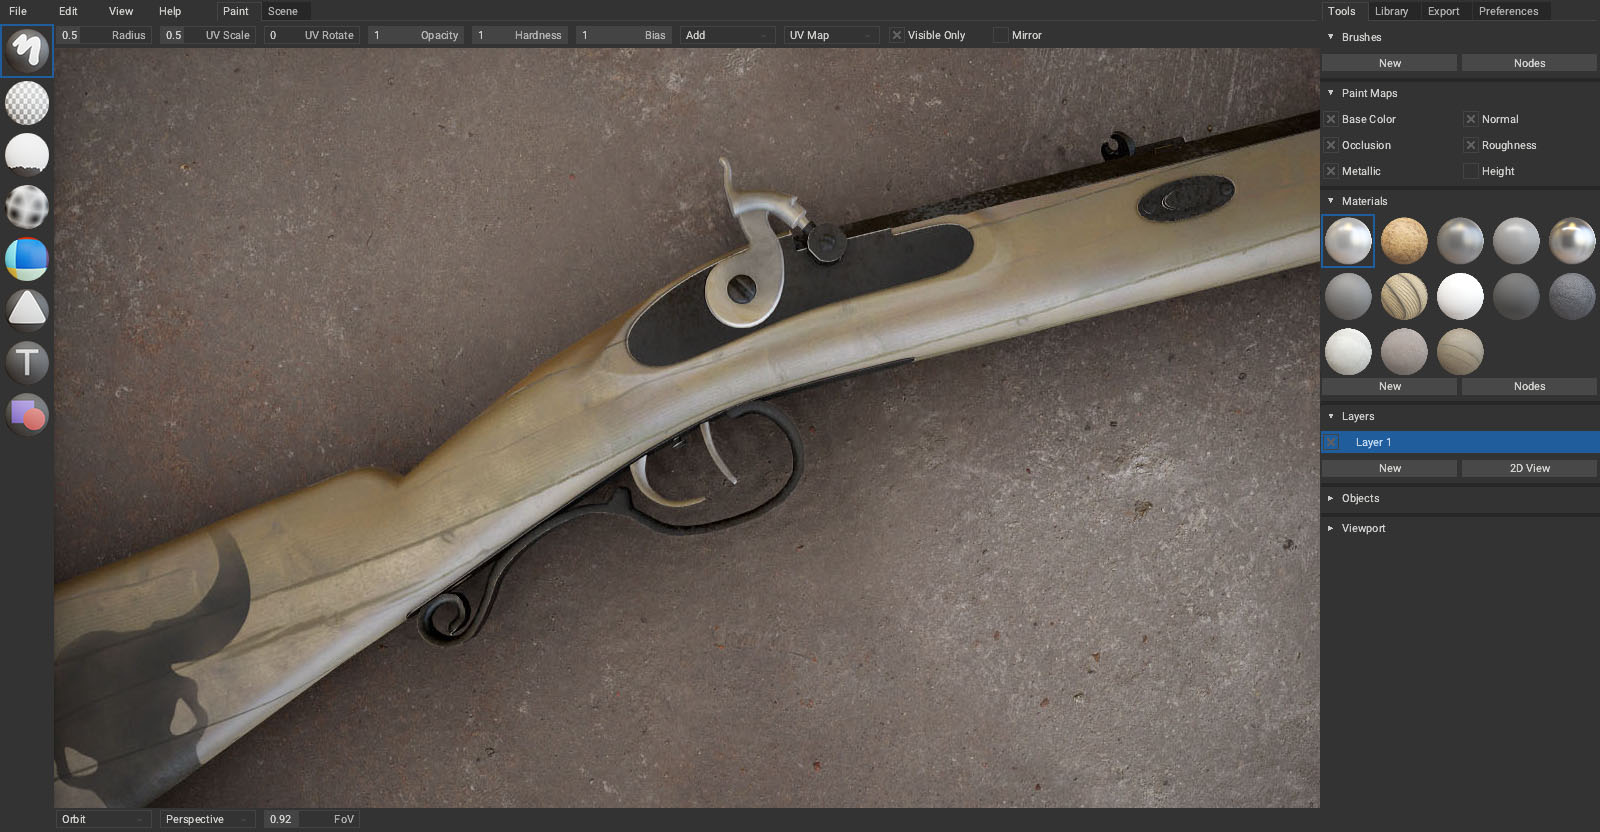 File Edit View Help Paint Scene
0.5 Radius 0.5 UV Scale 0 UV Rotate 1 Opacity 1 Hardness 1 Bias Add UV Map Visible Only Mirror
T
Orbit Perspective 0.92 FoV
Tools Library Export Preferences
Brushes
New Nodes
Paint Maps
Base Color Normal
Occlusion Roughness
Metallic Height
Materials
New Nodes
Layers
Layer 1
New 2D View
Objects
Viewport